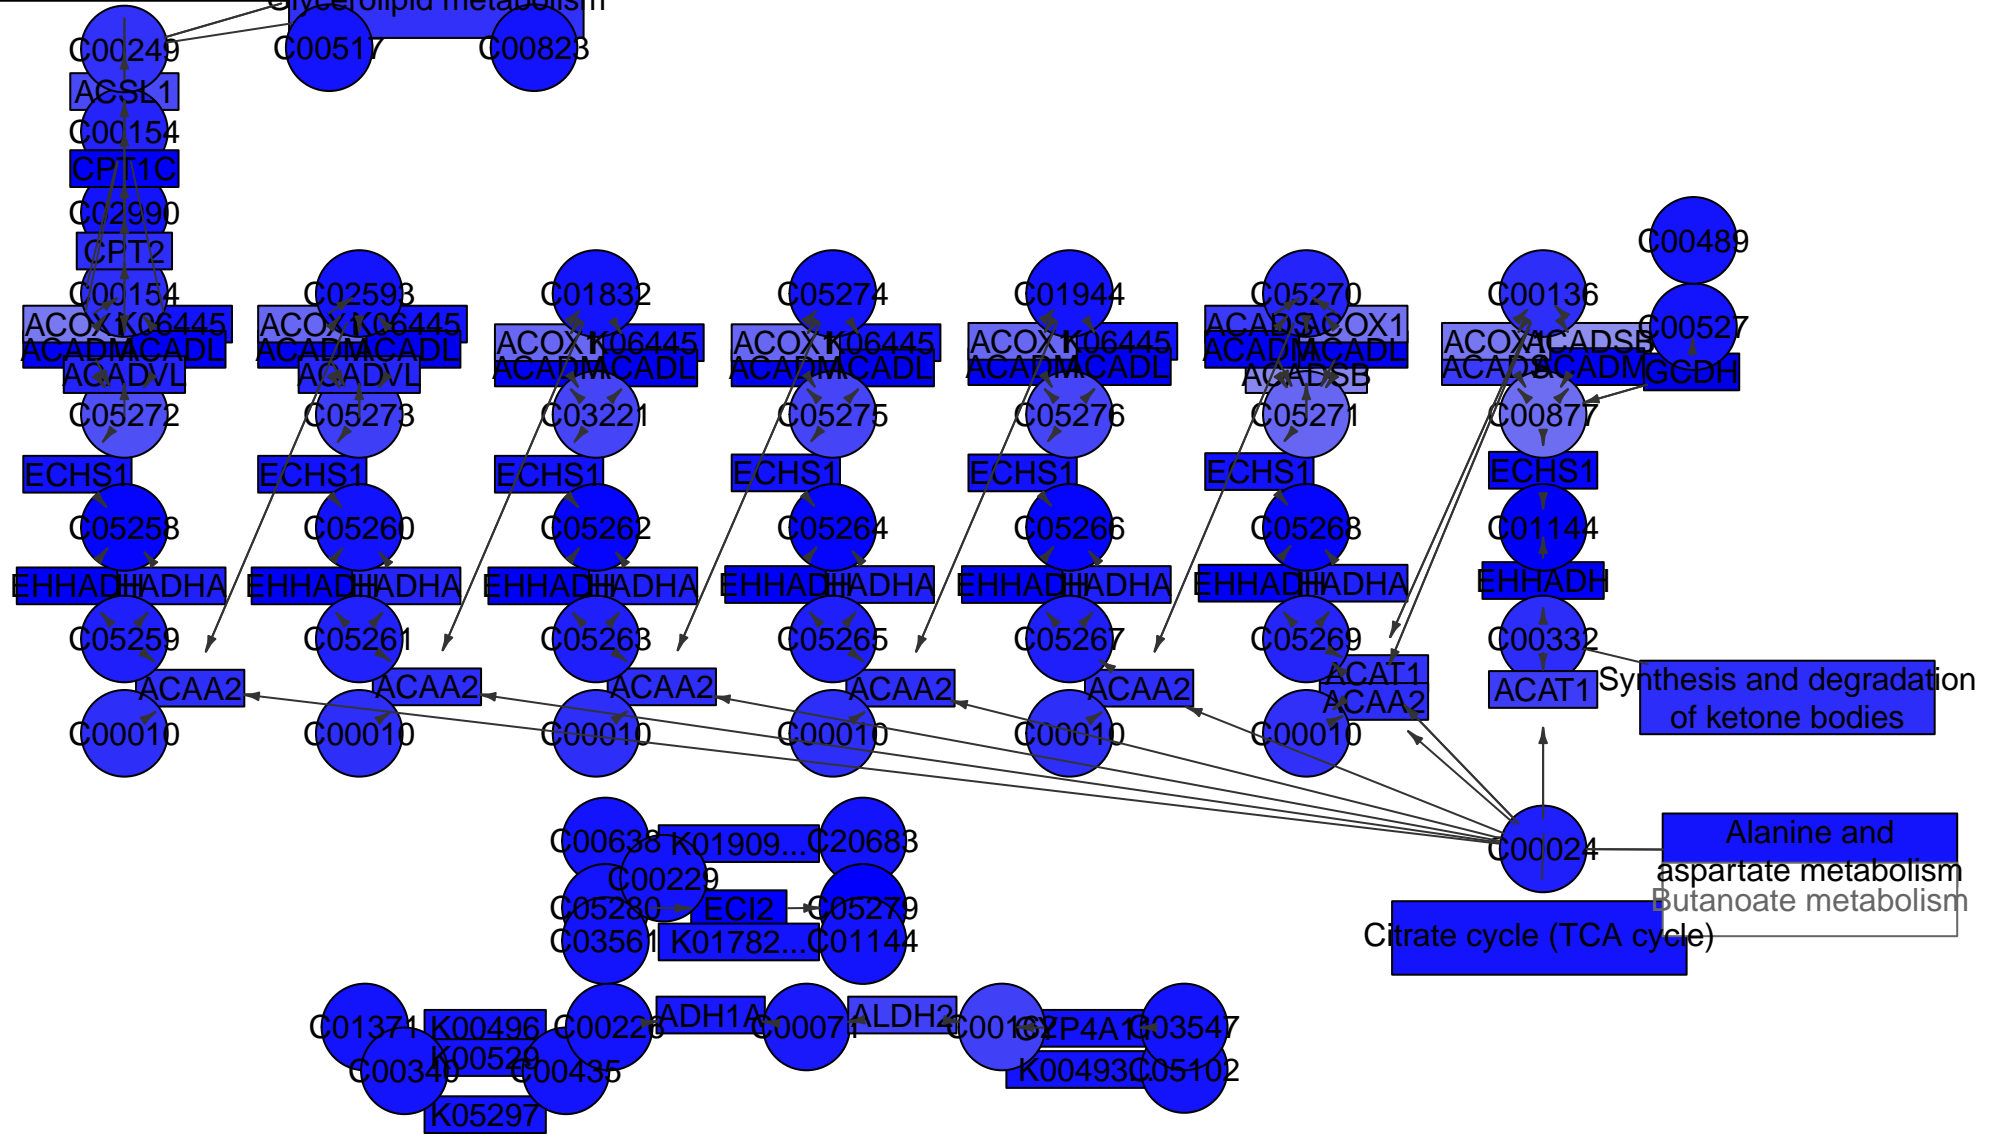 Glycerolipid metabolism
C00249
C00517
C00823
ACSL1
C00154
CPT1C
C02990
CPT2
C00489
C00154
C02593
C01832
C05274
C01944
C05270
C00136
C00527
ACOX1
K06445
ACOX1
K06445
ACOX1
K06445
ACOX1
K06445
ACOX1
K06445
ACADS
ACOX1
ACOX1
ACADSB
ACADM
ACADL
ACADM
ACADL
ACADM
ACADL
ACADM
ACADL
ACADM
ACADL
ACADM
ACADL
ACADS
ACADM
GCDH
ACADVL
ACADVL
ACADSB
C05272
C05273
C03221
C05275
C05276
C05271
C00877
ECHS1
ECHS1
ECHS1
ECHS1
ECHS1
ECHS1
ECHS1
C05258
C05260
C05262
C05264
C05266
C05268
C01144
EHHADH
HADHA
EHHADH
HADHA
EHHADH
HADHA
EHHADH
HADHA
EHHADH
HADHA
EHHADH
HADHA
EHHADH
C05259
C05261
C05263
C05265
C05267
C05269
C00332
ACAA2
ACAA2
ACAA2
ACAA2
ACAA2
ACAT1
ACAA2
ACAT1
Synthesis and degradation
of ketone bodies
C00010
C00010
C00010
C00010
C00010
C00010
C00638
K01909...
C20683
C00024
Alanine and
aspartate metabolism
Butanoate metabolism
C00229
C05280
ECI2
C05279
C03561
K01782...
C01144
Citrate cycle (TCA cycle)
C01371
K00496
C00226
ADH1A
C00071
ALDH2
C00162
CYP4A11
C03547
K00529
C00340
C00435
K00493...
C05102
K05297